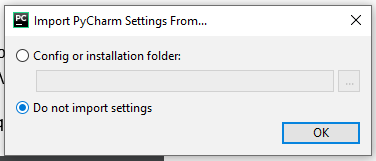 PC
Import PyCharm Settings From...
Config or installation folder:
...
Do not import settings
OK